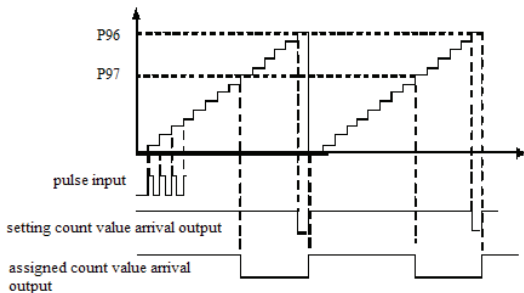 P96
P97
pulse input
setting count value arrival output
assigned count value arrival
output